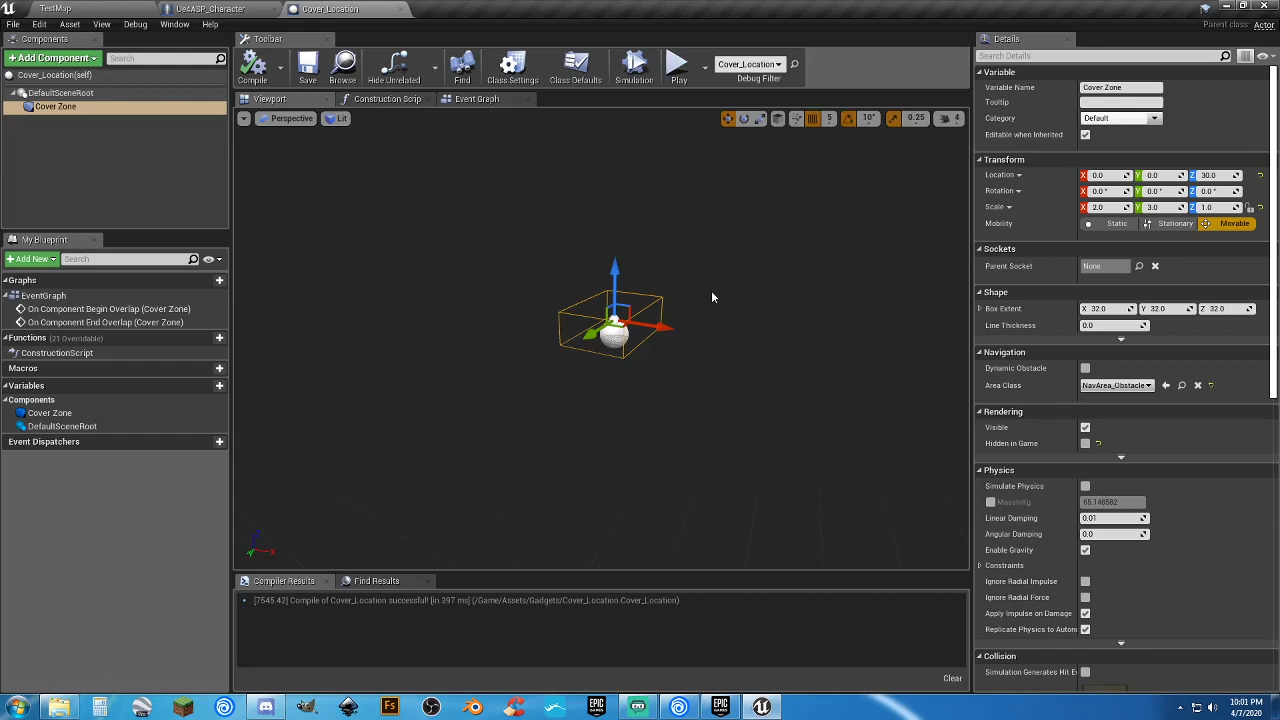 TestMap
Ue4ASP_Character
Cover_Location
File Edit Asset View Debug Window Help
Parent class: Actor
Components
Toolbar
Details
+Add Component
Search
Compile
Save
Browse
Hide Unrelated
Find
Class Settings
Class Defaults
Simulation
Play
Cover_Location
Debug Filter
Search Details
Cover_Location(self)
DefaultSceneRoot
Cover Zone
Viewport
Construction Scrip
Event Graph
Perspective
Lit
5
10°
0.25
4
Variable
Variable Name Cover Zone
Tooltip
Category Default
Editable when Inherited
Transform
Location X 0.0 Y 0.0 Z 30.0
Rotation X 0.0 ° Y 0.0 ° Z 0.0 °
Scale X 2.0 Y 3.0 Z 1.0
Mobility Static Stationary Movable
Sockets
Parent Socket None
Shape
Box Extent X 32.0 Y 32.0 Z 32.0
Line Thickness 0.0
Navigation
Dynamic Obstacle
Area Class NavArea_Obstacle
Rendering
Visible
Hidden in Game
Physics
Simulate Physics
MassInKg 65.148582
Linear Damping 0.01
Angular Damping 0.0
Enable Gravity
Constraints
Ignore Radial Impulse
Ignore Radial Force
Apply Impulse on Damage
Replicate Physics to Autono
Collision
Simulation Generates Hit E
My Blueprint
+Add New
Search
Graphs
EventGraph
On Component Begin Overlap (Cover Zone)
On Component End Overlap (Cover Zone)
Functions (21 Overridable)
ConstructionScript
Macros
Variables
Components
Cover Zone
DefaultSceneRoot
Event Dispatchers
Z
Y
X
Compiler Results
Find Results
[7545.42] Compile of Cover_Location successful! [in 397 ms] (/Game/Assets/Gadgets/Cover_Location.Cover_Location)
Clear
Pro
Fs
EPIC GAMES
EPIC GAMES
10:01 PM
4/7/2020